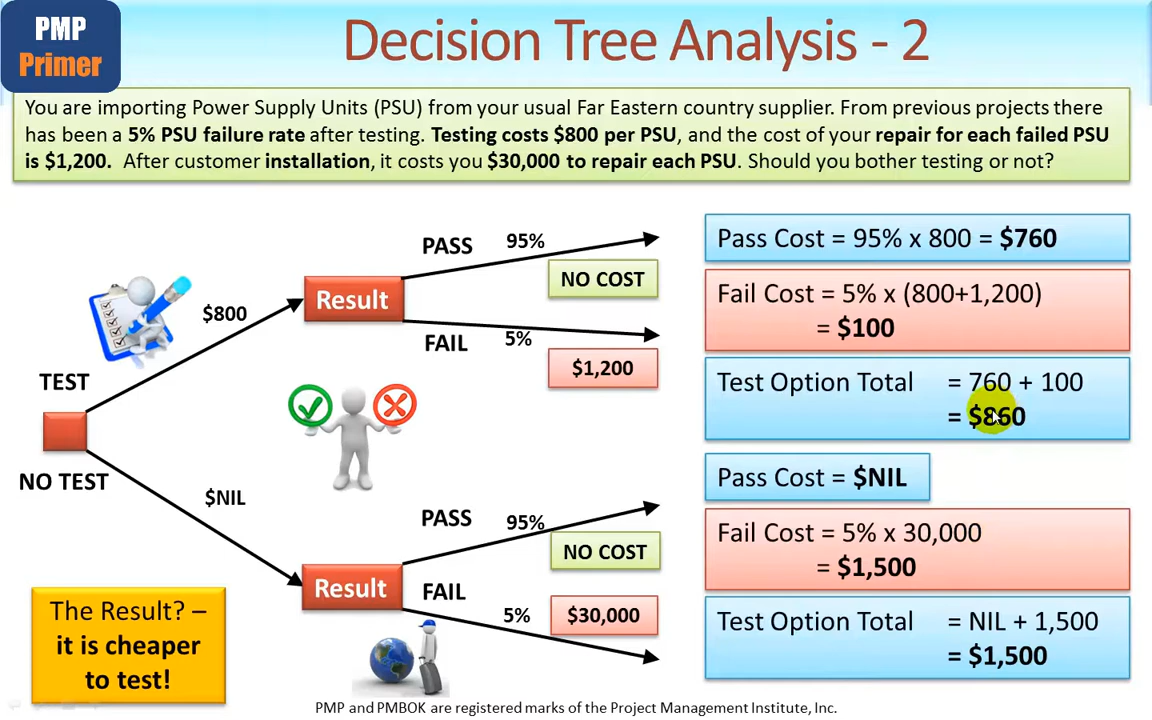 PMP
Primer
Decision Tree Analysis - 2
You are importing Power Supply Units (PSU) from your usual Far Eastern country supplier. From previous projects there
has been a 5% PSU failure rate after testing. Testing costs $800 per PSU, and the cost of your repair for each failed PSU
is $1,200. After customer installation, it costs you $30,000 to repair each PSU. Should you bother testing or not?
TEST
$800
Result
PASS
95%
NO COST
FAIL
5%
$1,200
Pass Cost = 95% x 800 = $760
Fail Cost = 5% x (800+1,200)
= $100
Test Option Total = 760 + 100
= $860
NO TEST
$NIL
Result
PASS
95%
NO COST
FAIL
5%
$30,000
Pass Cost = $NIL
Fail Cost = 5% x 30,000
= $1,500
Test Option Total = NIL + 1,500
= $1,500
The Result? –
it is cheaper
to test!
PMP and PMBOK are registered marks of the Project Management Institute, Inc.